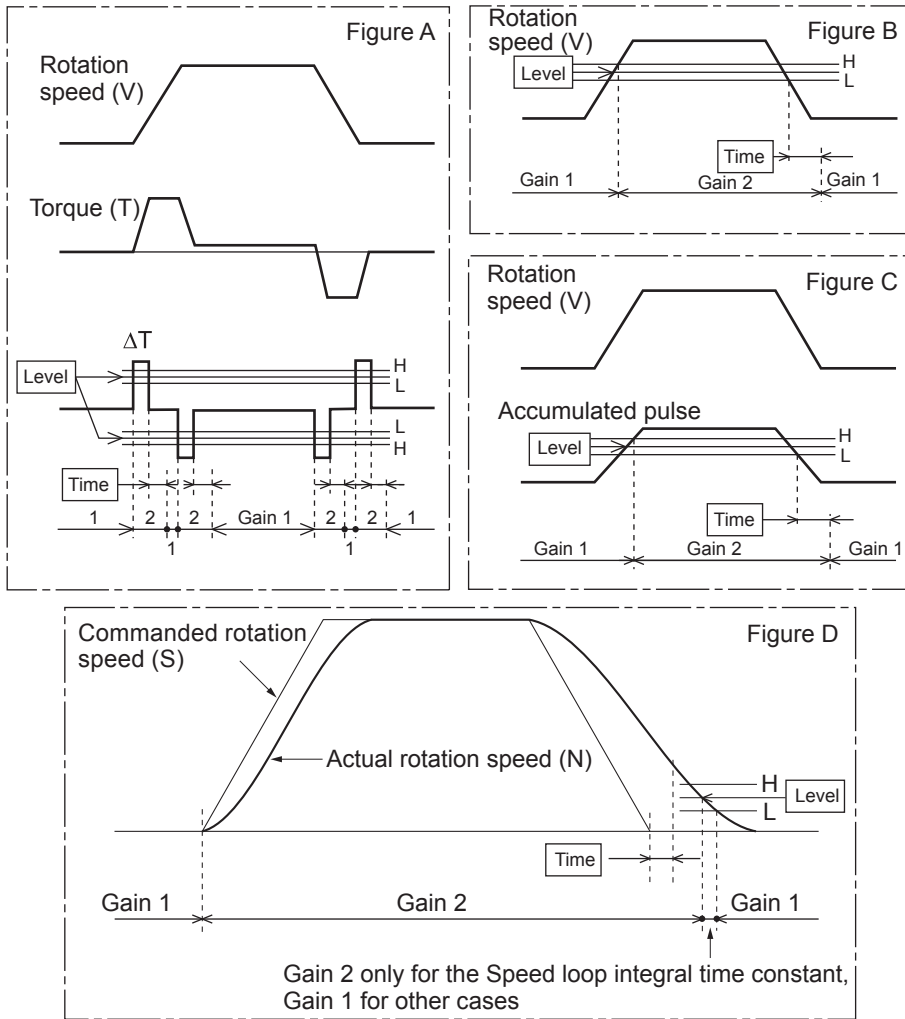 Figure A
Rotation
speed (V)
Torque (T)
ΔT
Level
H
L
L
H
Time
1 2 2 Gain 1 2 2 1
1 1
Figure B
Rotation
speed (V)
Level
H
L
Time
Gain 1 Gain 2 Gain 1
Figure C
Rotation
speed (V)
Accumulated pulse
Level
H
L
Time
Gain 1 Gain 2 Gain 1
Figure D
Commanded rotation
speed (S)
Actual rotation speed (N)
H
Level
L
Time
Gain 1 Gain 2 Gain 1
Gain 2 only for the Speed loop integral time constant,
Gain 1 for other cases